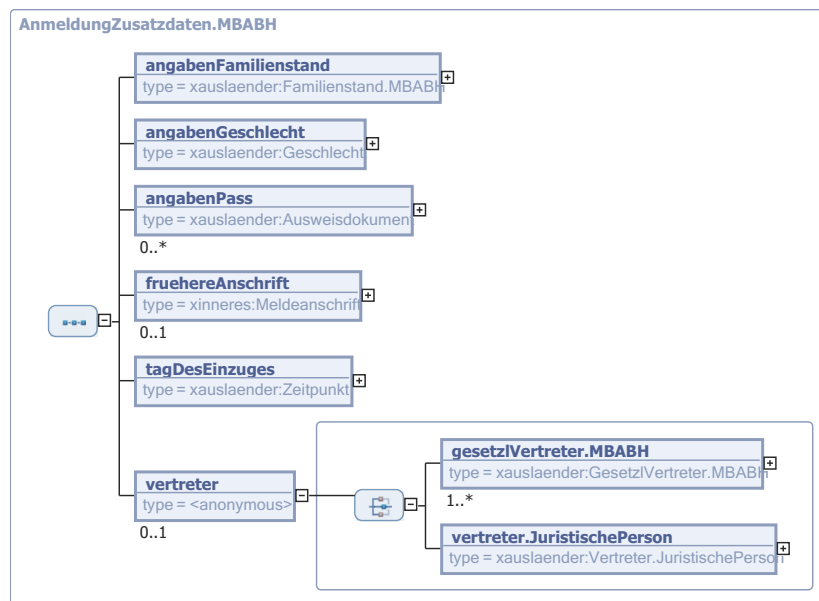 AnmeldungZusatzdaten.MBABH
angabenFamilienstand
type = xauslaender:Familienstand.MBABH
angabenGeschlecht
type = xauslaender:Geschlecht
angabenPass
type = xauslaender:Ausweisdokument
0..*
fruehereAnschrift
type = xinneres:Meldeanschrift
0..1
tagDesEinzuges
type = xauslaender:Zeitpunkt
vertreter
type = <anonymous>
0..1
gesetzlVertreter.MBABH
type = xauslaender:GesetzlVertreter.MBABH
1..*
vertreter.JuristischePerson
type = xauslaender:Vertreter.JuristischePerson